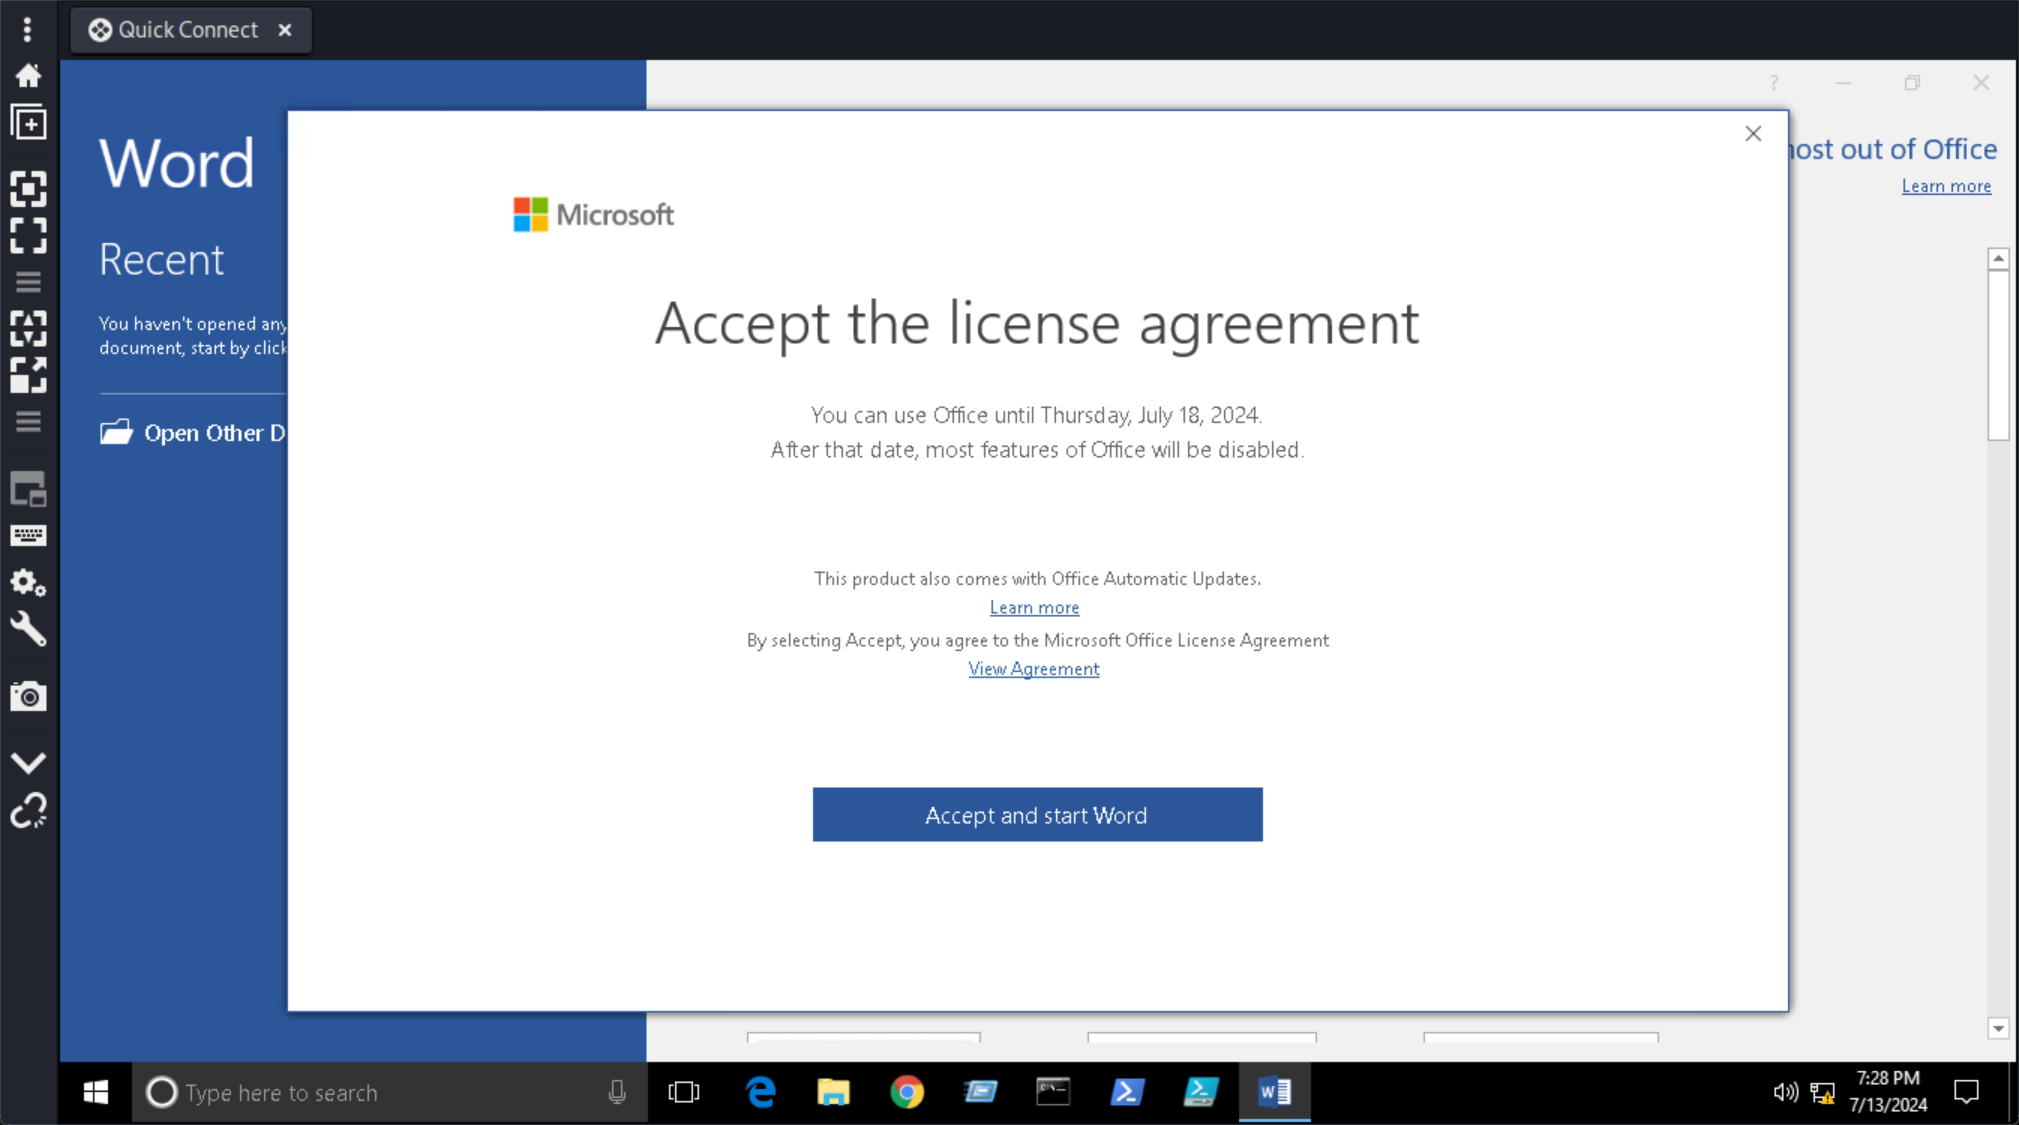 Quick Connect
Word
most out of Office
Learn more
Recent
You haven't opened any
document, start by click
Open Other D
Microsoft
Accept the license agreement
You can use Office until Thursday, July 18, 2024.
After that date, most features of Office will be disabled.
This product also comes with Office Automatic Updates.
Learn more
By selecting Accept, you agree to the Microsoft Office License Agreement
View Agreement
Accept and start Word
Type here to search
7:28 PM
7/13/2024